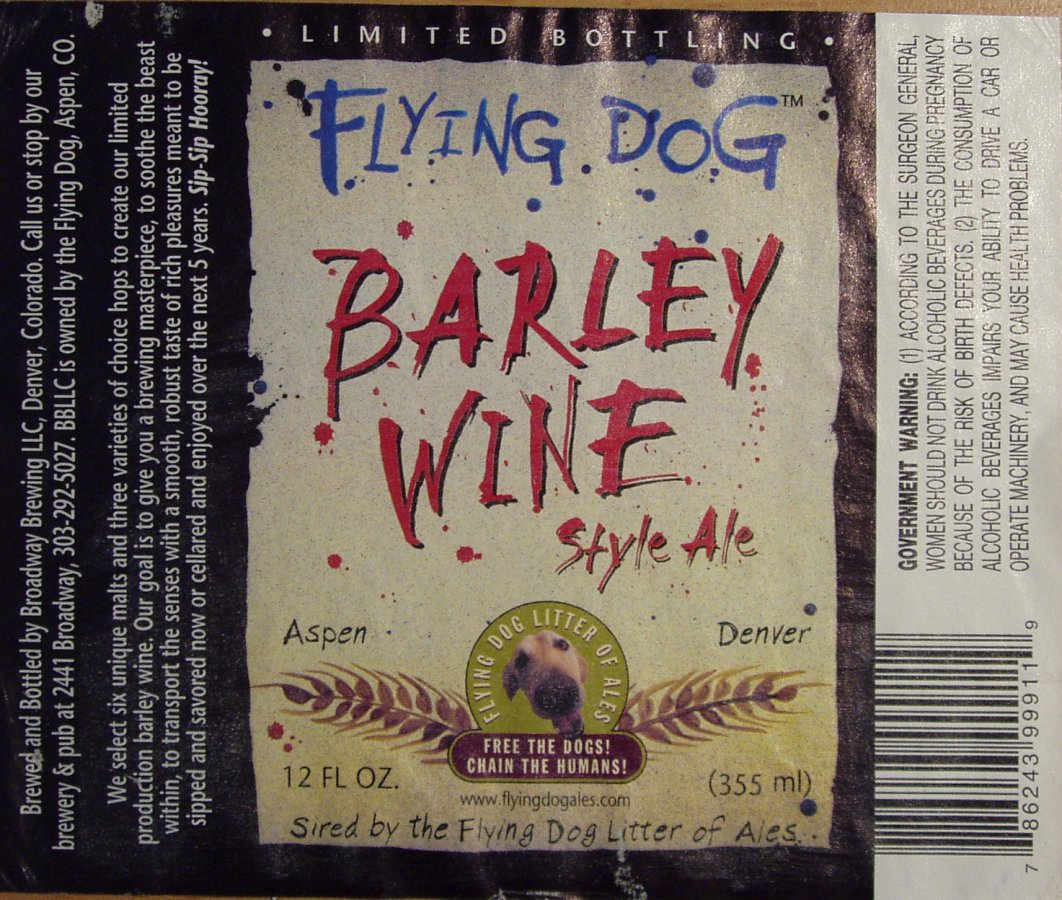 Brewed and Bottled by Broadway Brewing LLC, Denver, Colorado. Call us or stop by our
brewery & pub at 2441 Broadway, 303-292-5027. BBLLC is owned by the Flying Dog, Aspen, CO.
We select six unique malts and three varieties of choice hops to create our limited
production barley wine. Our goal is to give you a brewing masterpiece, to soothe the beast
within, to transport the senses with a smooth, robust taste of rich pleasures meant to be
sipped and savored now or cellared and enjoyed over the next 5 years. Sip-Sip Hooray!
• LIMITED BOTTLING •
FLYING DOG™
BARLEY
WINE
Style Ale
Aspen
Denver
FLYING DOG LITTER OF ALES
FREE THE DOGS!
CHAIN THE HUMANS!
12 FL OZ.
(355 ml)
www.flyingdogales.com
Sired by the Flying Dog Litter of Ales.
GOVERNMENT WARNING: (1) ACCORDING TO THE SURGEON GENERAL,
WOMEN SHOULD NOT DRINK ALCOHOLIC BEVERAGES DURING PREGNANCY
BECAUSE OF THE RISK OF BIRTH DEFECTS. (2) THE CONSUMPTION OF
ALCOHOLIC BEVERAGES IMPAIRS YOUR ABILITY TO DRIVE A CAR OR
OPERATE MACHINERY, AND MAY CAUSE HEALTH PROBLEMS.
7 86243 99911 9